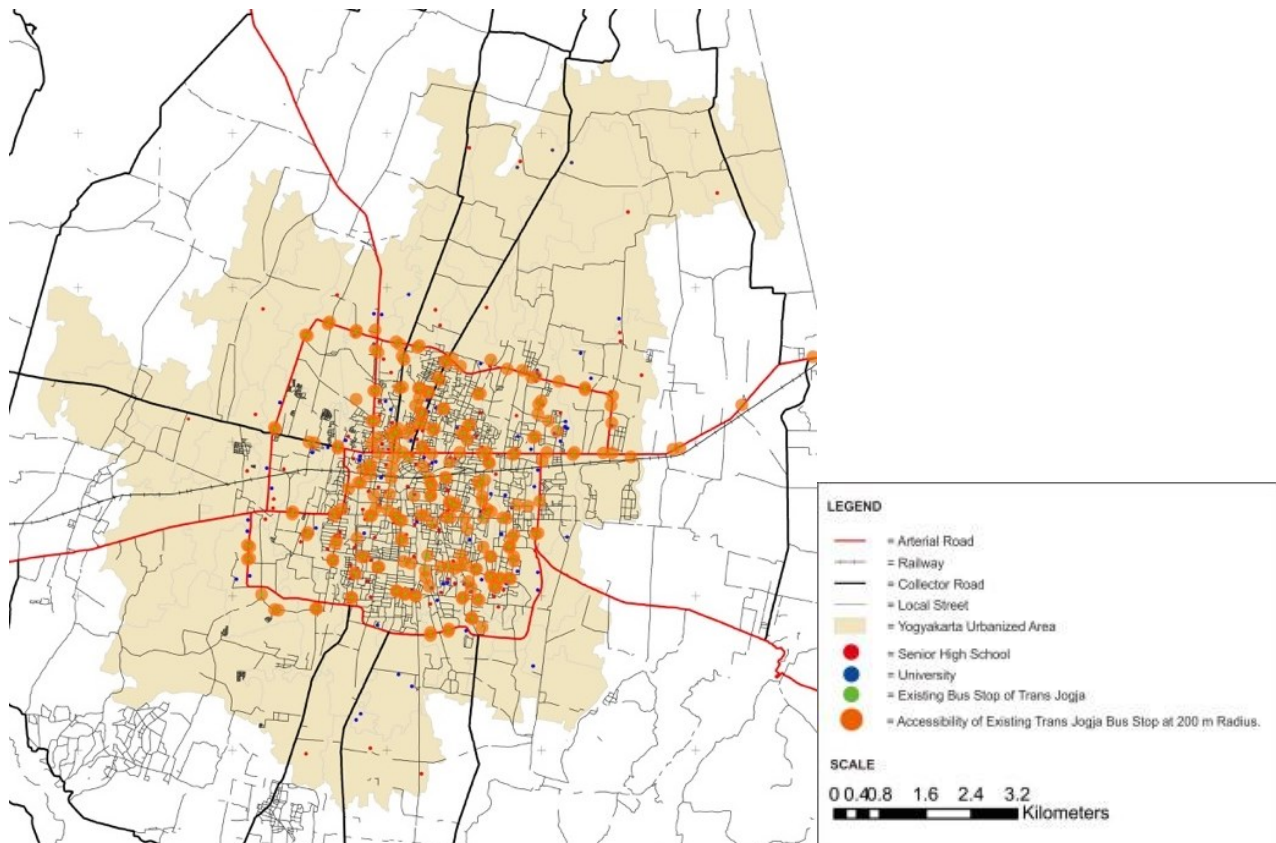 LEGEND
= Arterial Road
= Railway
= Collector Road
= Local Street
= Yogyakarta Urbanized Area
= Senior High School
= University
= Existing Bus Stop of Trans Jogja
= Accessibility of Existing Trans Jogja Bus Stop at 200 m Radius.
SCALE
0 0.40.8 1.6 2.4 3.2
Kilometers